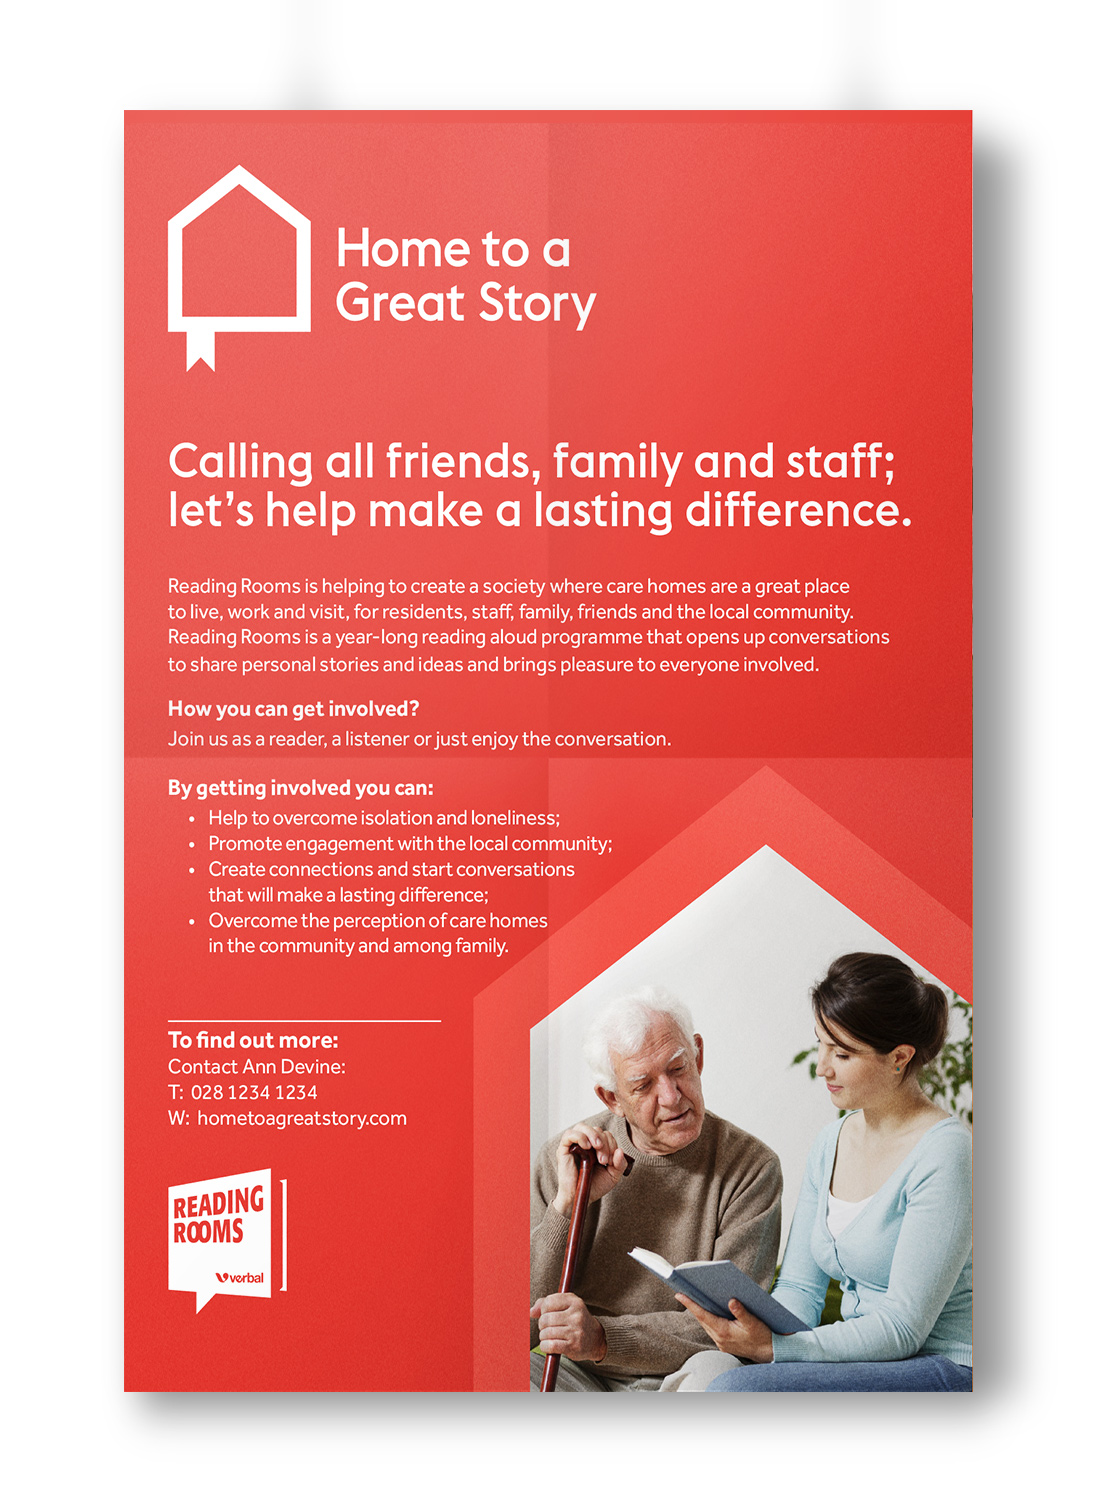 Home to a
Great Story
Calling all friends, family and staff;
let's help make a lasting difference.
Reading Rooms is helping to create a society where care homes are a great place
to live, work and visit, for residents, staff, family, friends and the local community.
Reading Rooms is a year-long reading aloud programme that opens up conversations
to share personal stories and ideas and brings pleasure to everyone involved.
How you can get involved?
Join us as a reader, a listener or just enjoy the conversation.
By getting involved you can:
• Help to overcome isolation and loneliness;
• Promote engagement with the local community;
• Create connections and start conversations
that will make a lasting difference;
• Overcome the perception of care homes
in the community and among family.
To find out more:
Contact Ann Devine:
T: 028 1234 1234
W: hometoagreatstory.com
READING
ROOMS
verbal